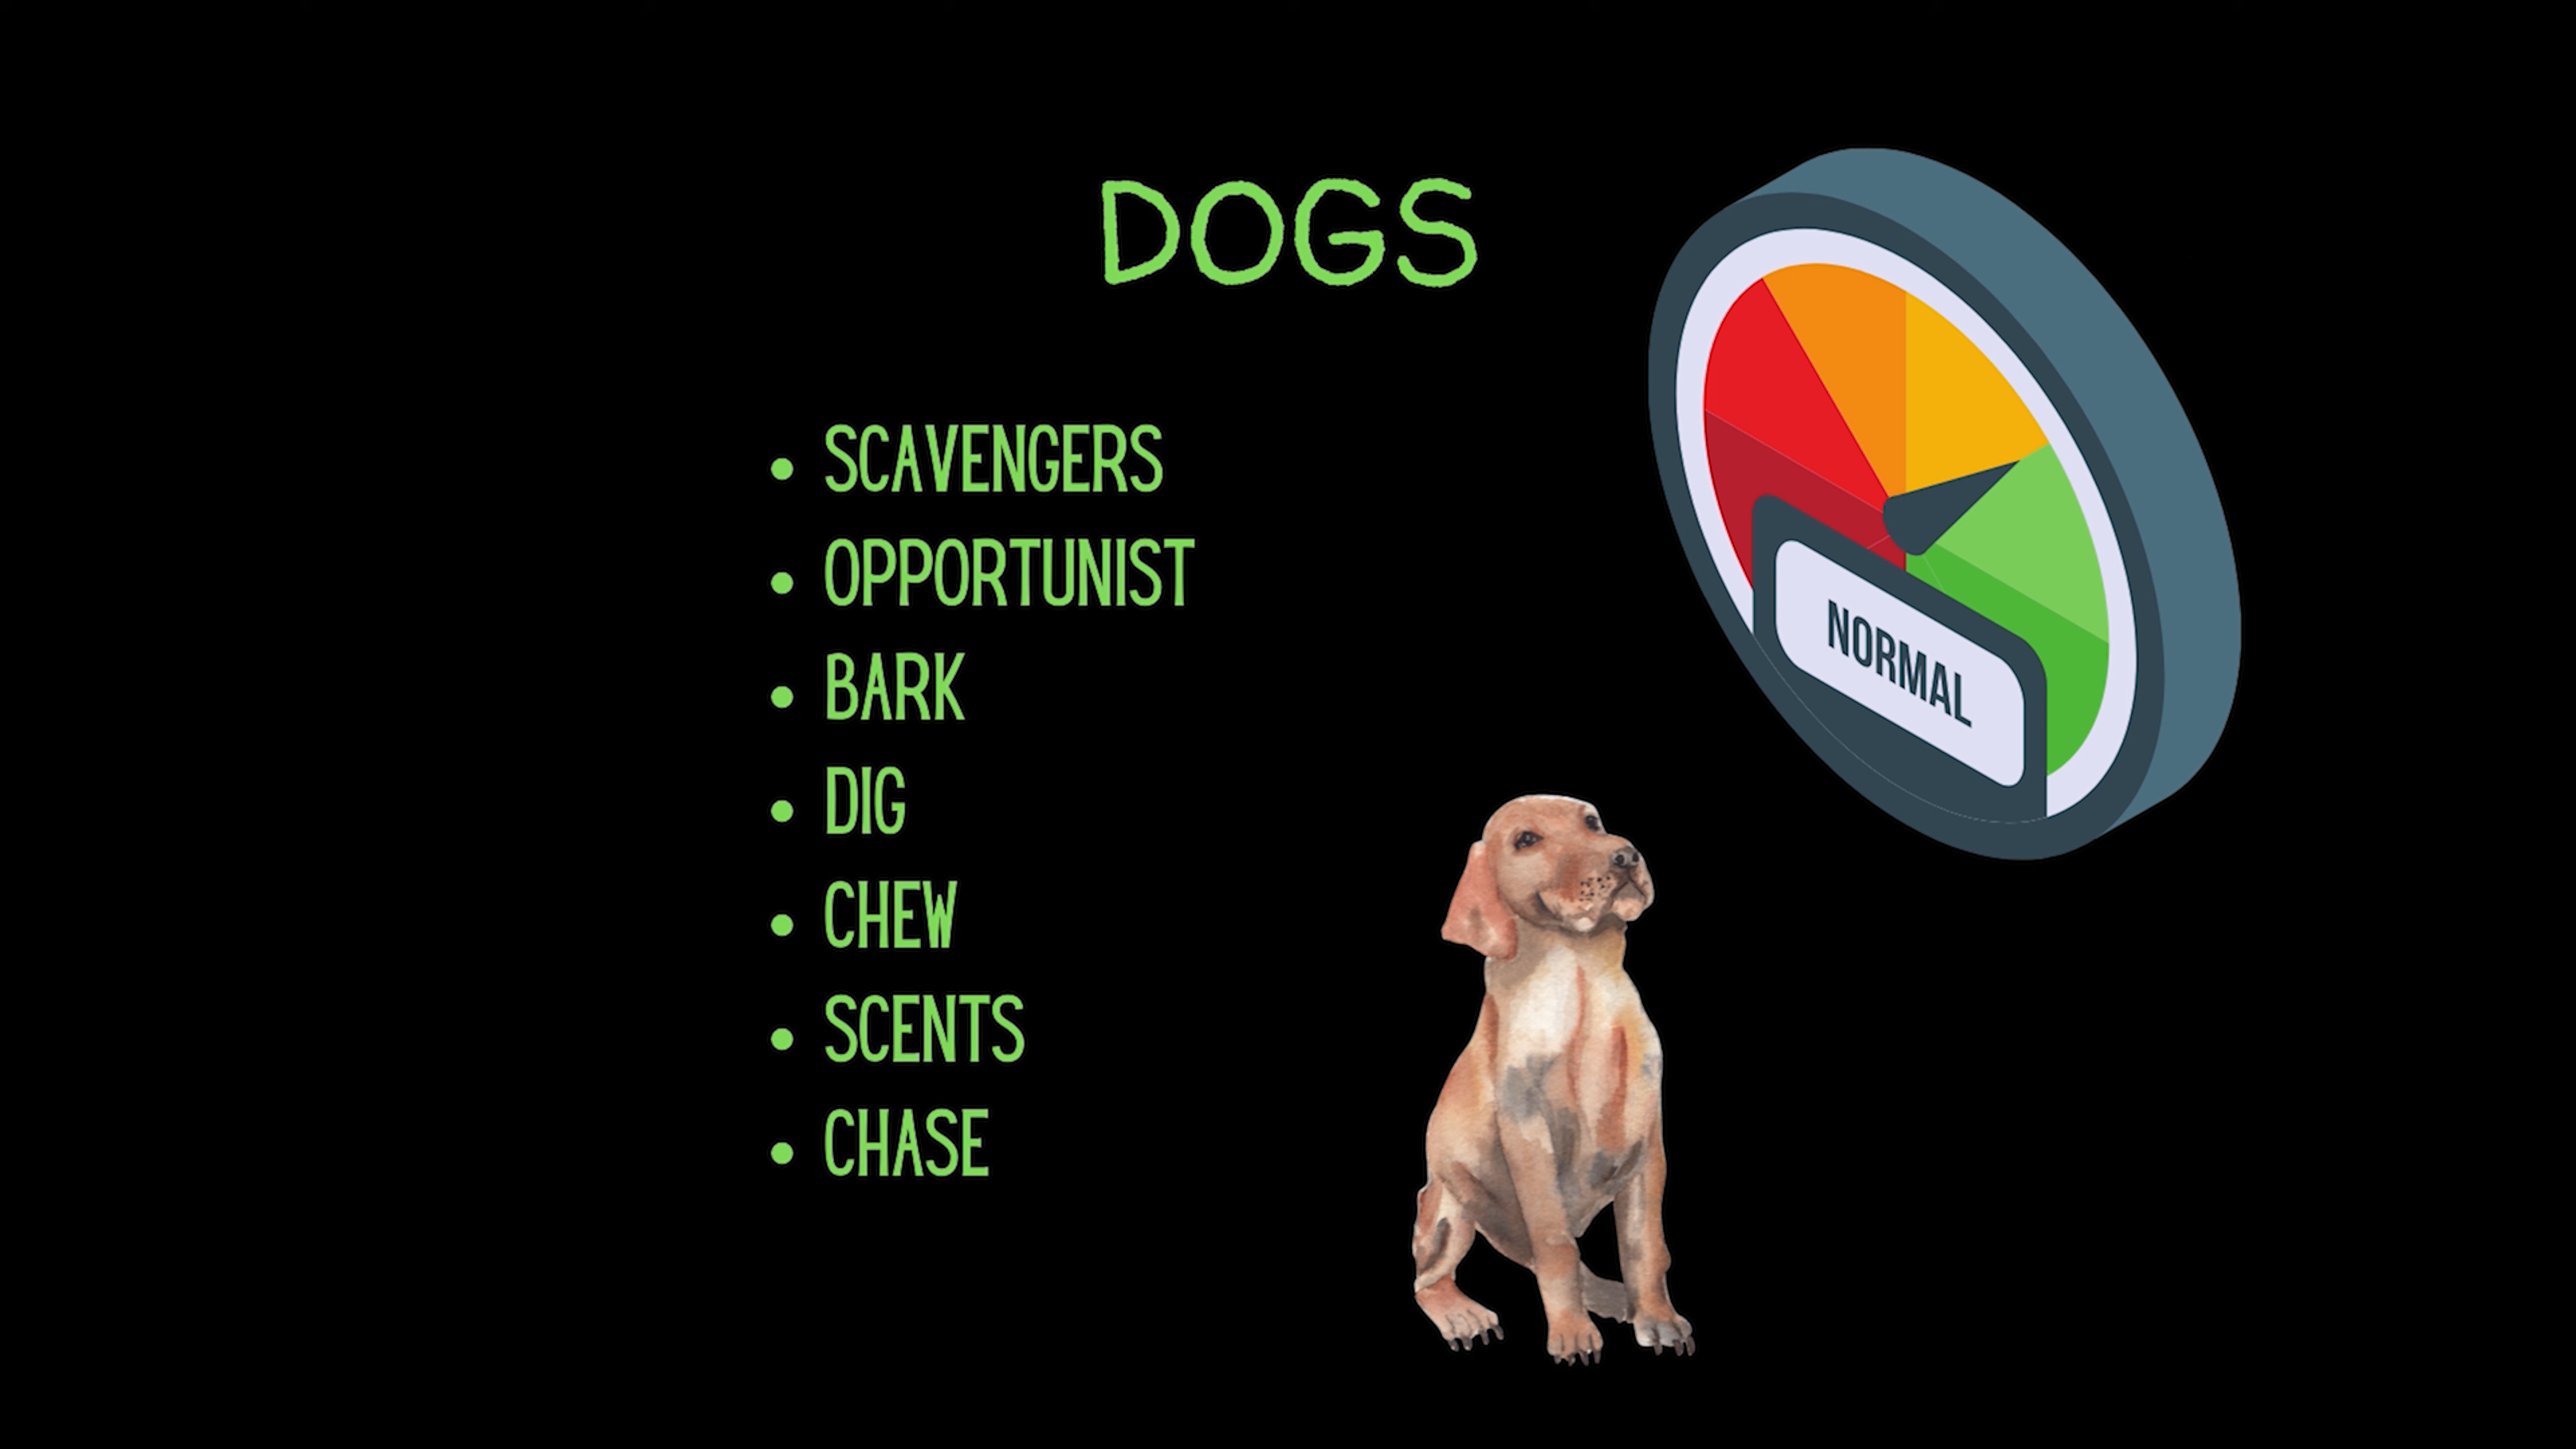 DOGS
• SCAVENGERS
• OPPORTUNIST
• BARK
• DIG
• CHEW
• SCENTS
• CHASE
NORMAL